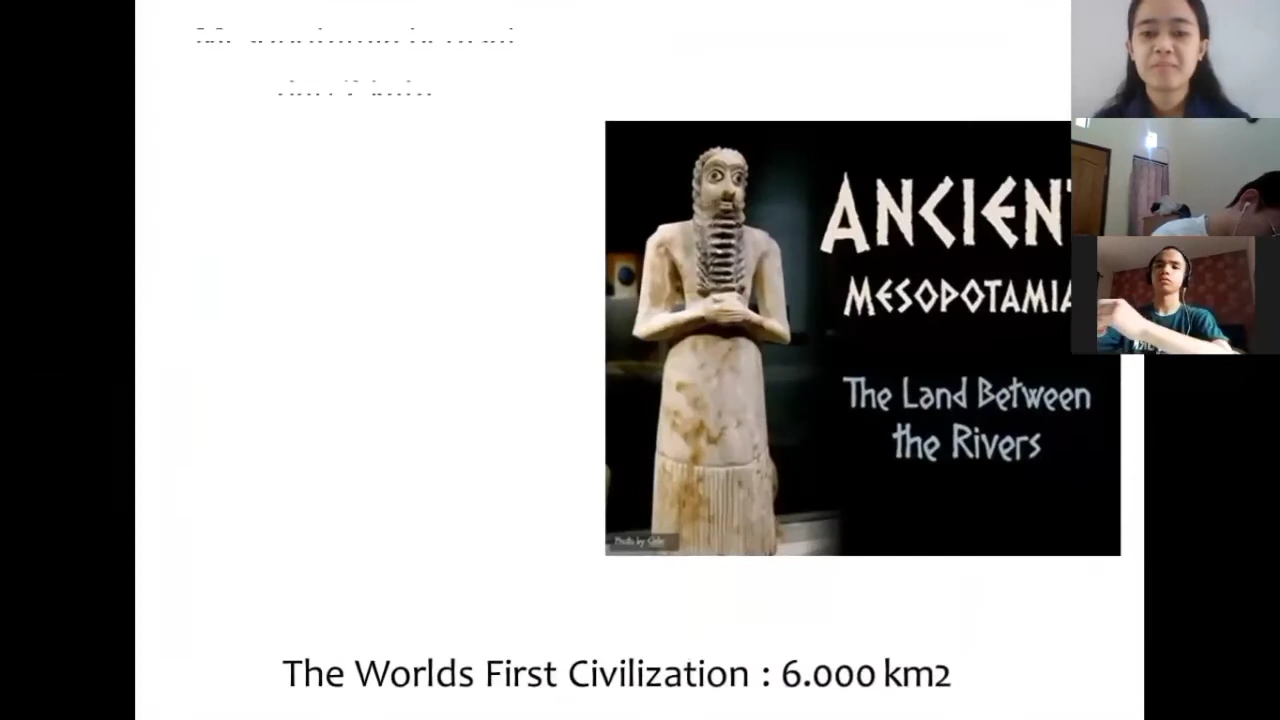 ANCIENT
MESOPOTAMIA
The Land Between
the Rivers
The Worlds First Civilization : 6.000 km2